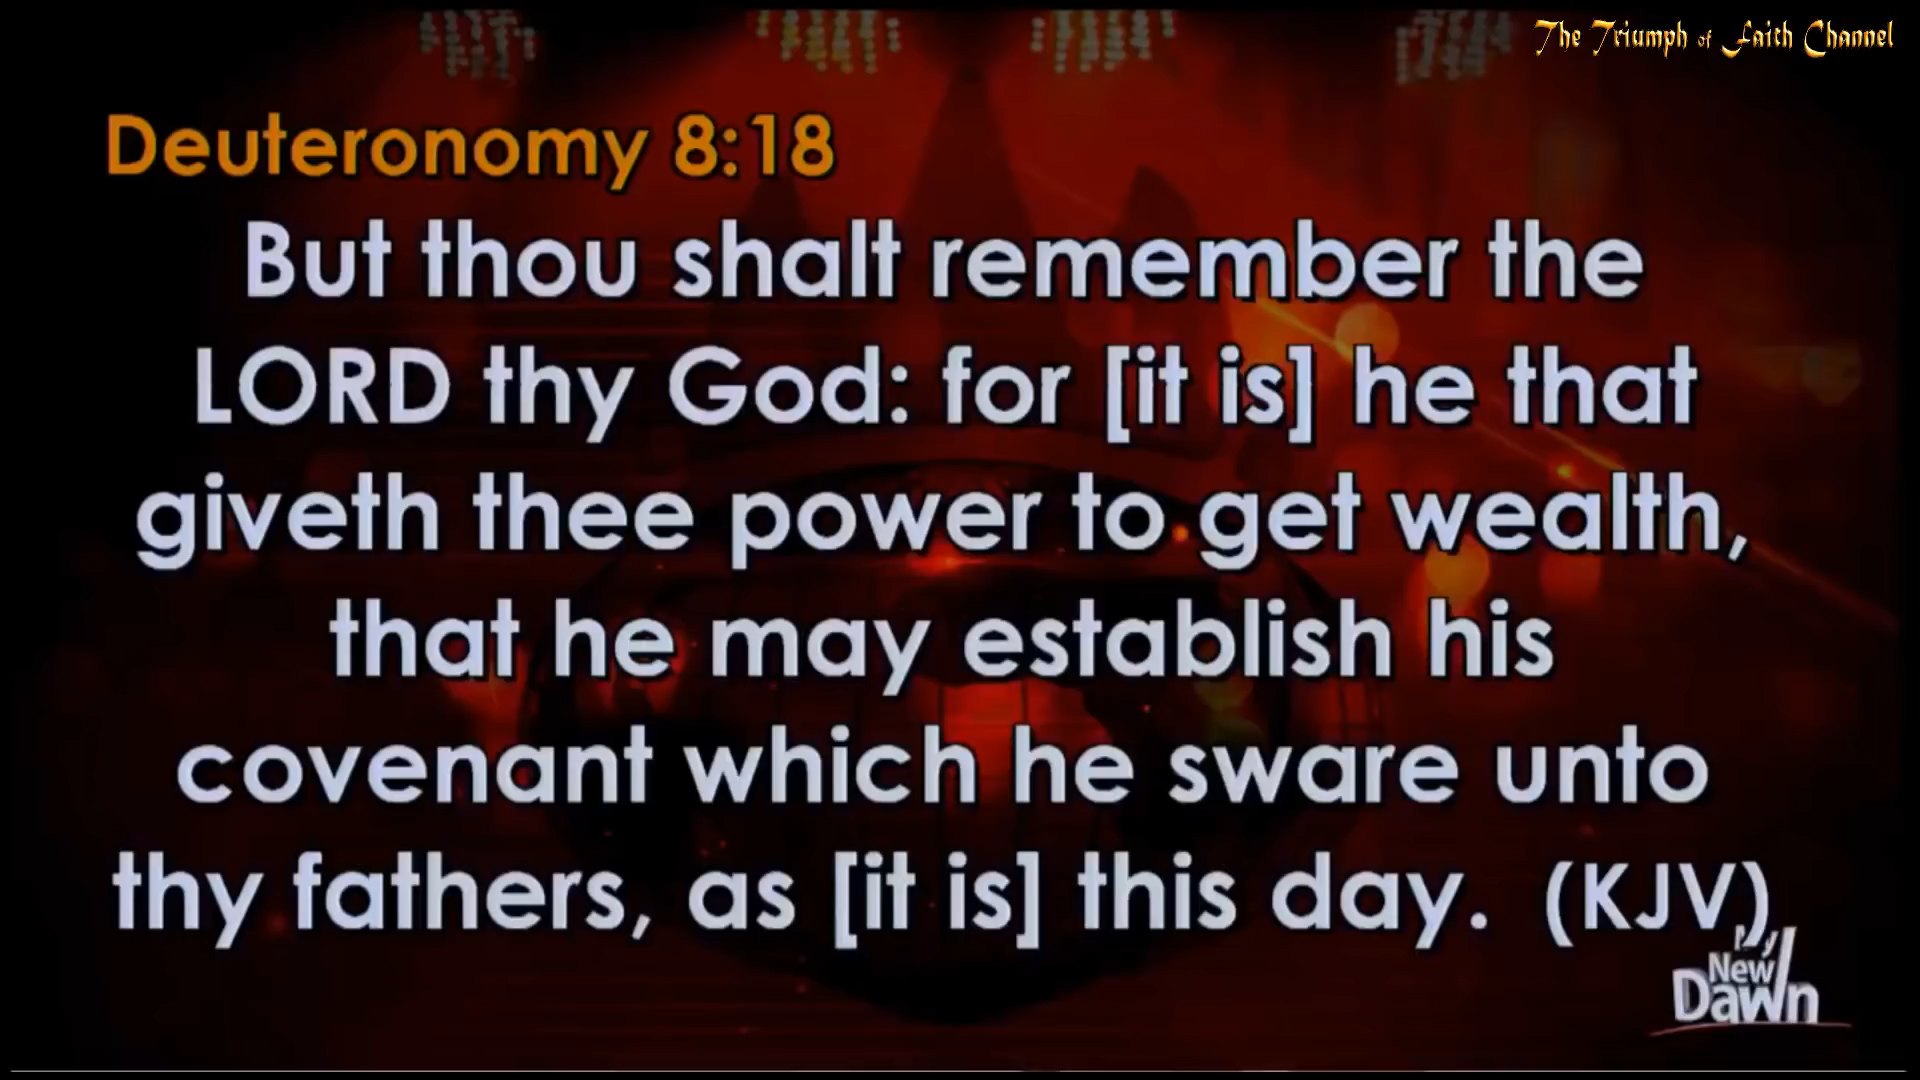 The Triumph of Faith Channel
Deuteronomy 8:18
But thou shalt remember the
LORD thy God: for [it is] he that
giveth thee power to get wealth,
that he may establish his
covenant which he sware unto
thy fathers, as [it is] this day. (KJV)
My
New
Dawn